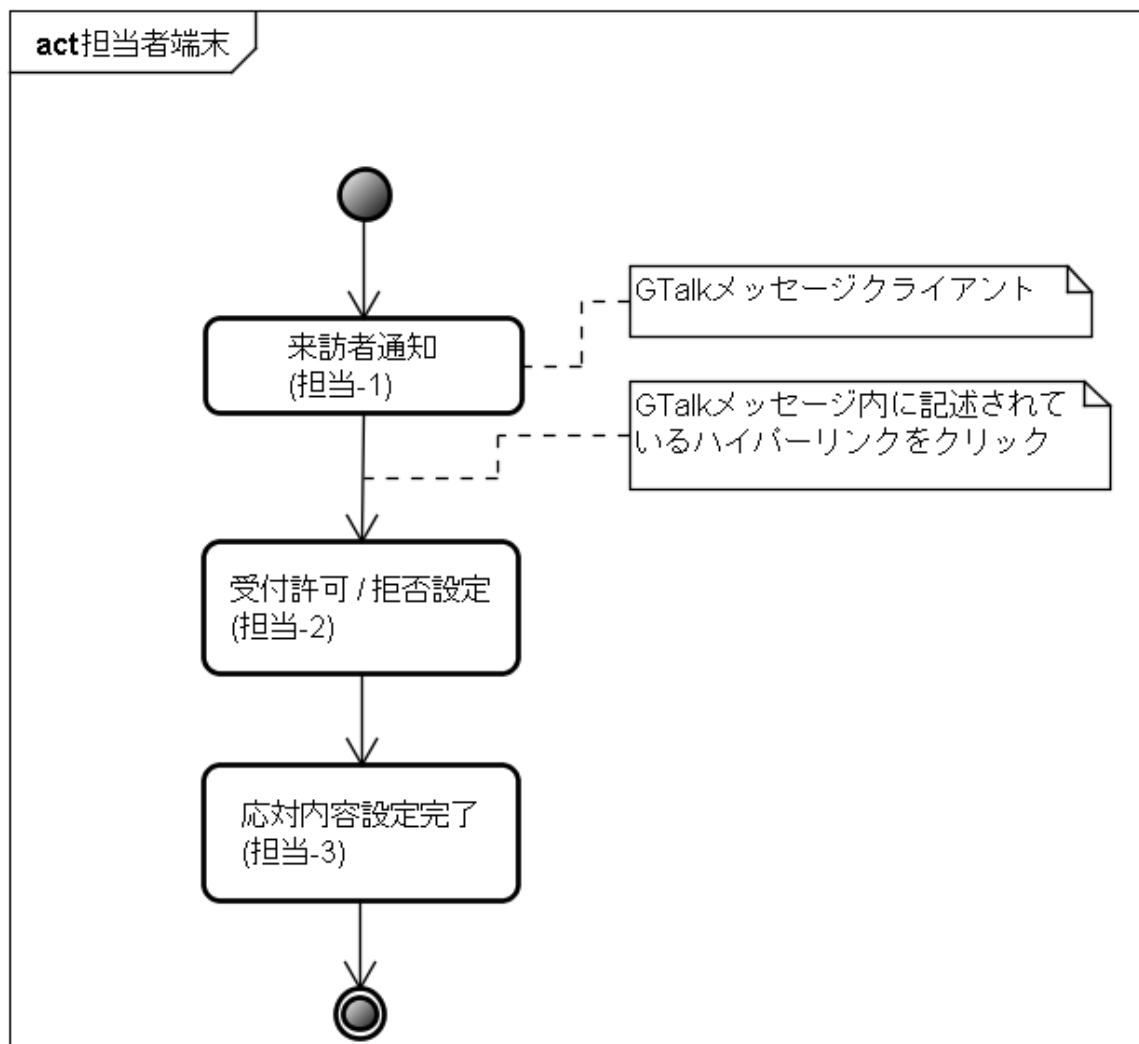 act担当者端末
GTalkメッセージクライアント
来訪者通知
(担当-1)
GTalkメッセージ内に記述されて
いるハイパーリンクをクリック
受付許可 / 拒否設定
(担当-2)
応対内容設定完了
(担当-3)